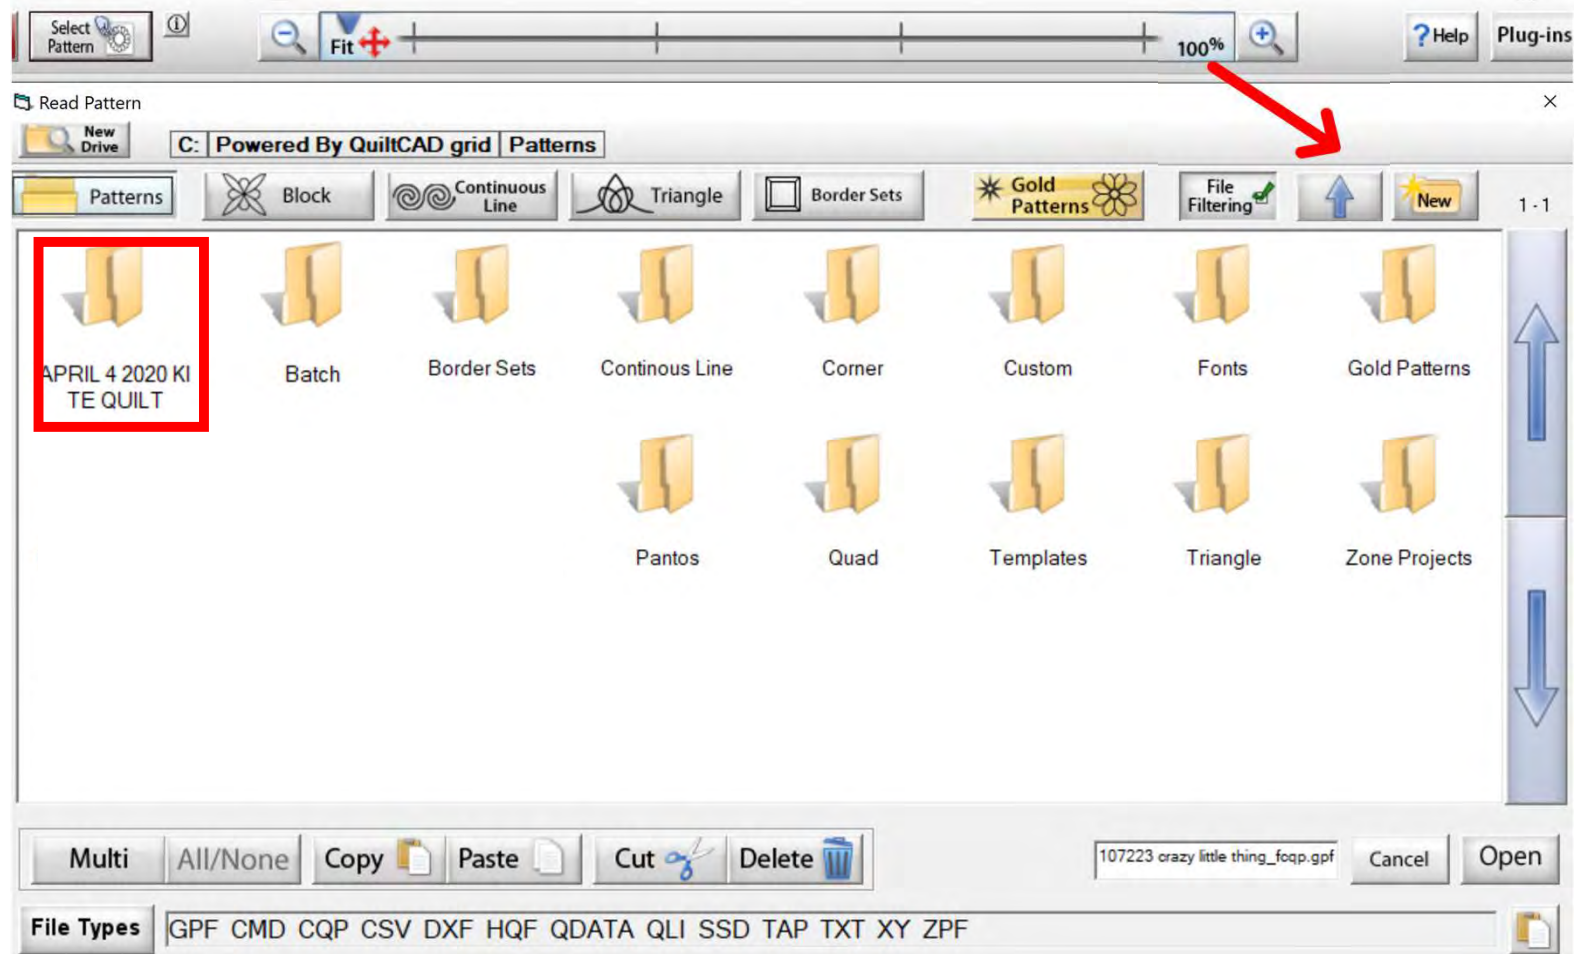 Select
Pattern
Fit
100%
?Help
Plug-ins
Read Pattern
New
Drive
C: Powered By QuiltCAD grid Patterns
Patterns
Block
Continuous
Line
Triangle
Border Sets
Gold
Patterns
File
Filtering
New
1 - 1
APRIL 4 2020 KI
TE QUILT
Batch
Border Sets
Continous Line
Corner
Custom
Fonts
Gold Patterns
Pantos
Quad
Templates
Triangle
Zone Projects
Multi
All/None
Copy
Paste
Cut
Delete
107223 crazy little thing_fcqp.gpf
Cancel
Open
File Types
GPF CMD CQP CSV DXF HQF QDATA QLI SSD TAP TXT XY ZPF